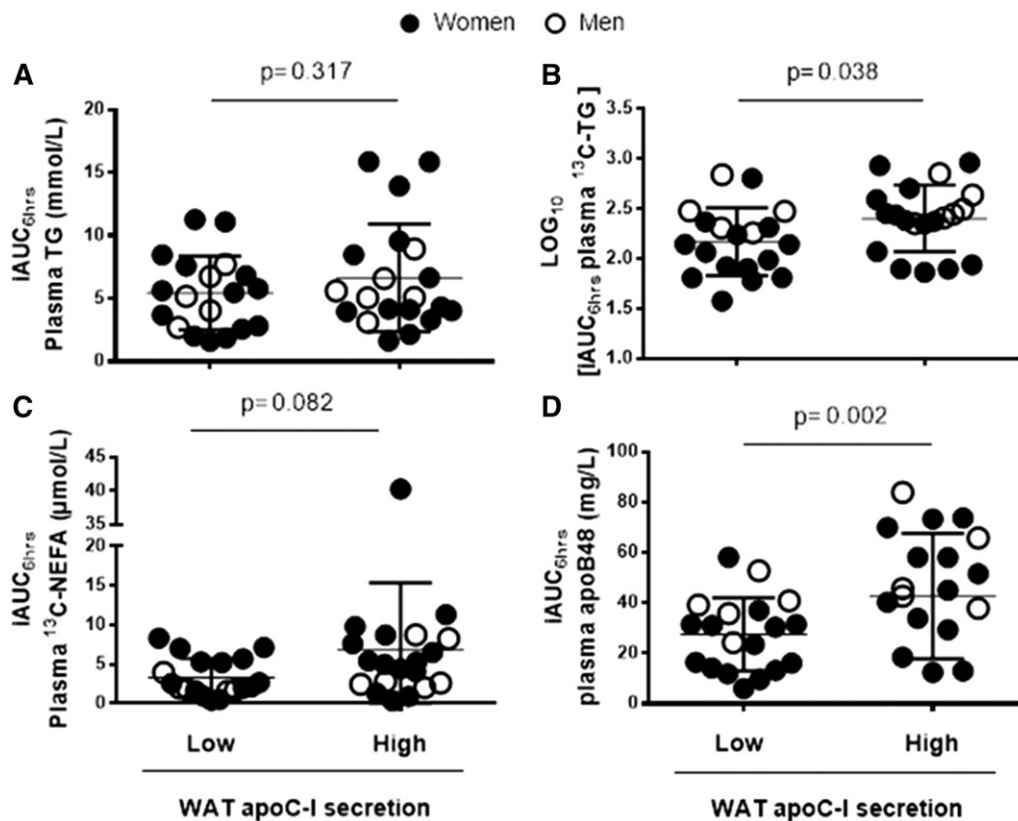 Women Men
A
p= 0.317
iAUC6hrs
Plasma TG (mmol/L)
20
15
10
5
0
B
p= 0.038
LOG10
[iAUC6hrs plasma 13C-TG ]
3.5
3.0
2.5
2.0
1.5
1.0
C
p= 0.082
iAUC6hrs
Plasma 13C-NEFA (µmol/L)
45
40
35
20
15
10
5
0
Low High
WAT apoC-I secretion
D
p= 0.002
iAUC6hrs
plasma apoB48 (mg/L)
100
80
60
40
20
0
Low High
WAT apoC-I secretion